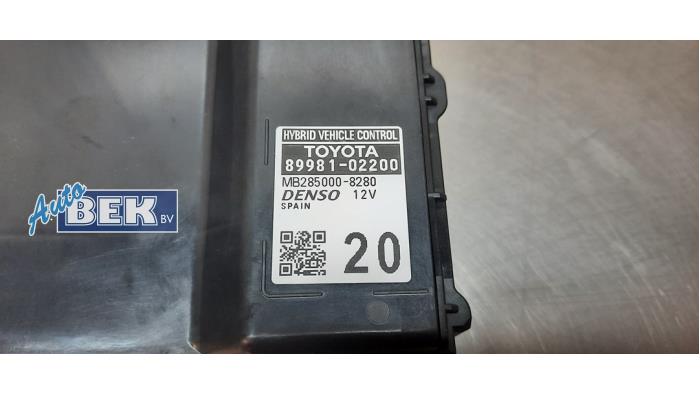 HYBRID VEHICLE CONTROL
TOYOTA
89981-02200
MB285000-8280
DENSO 12V
SPAIN
20
Auto
BEK BV